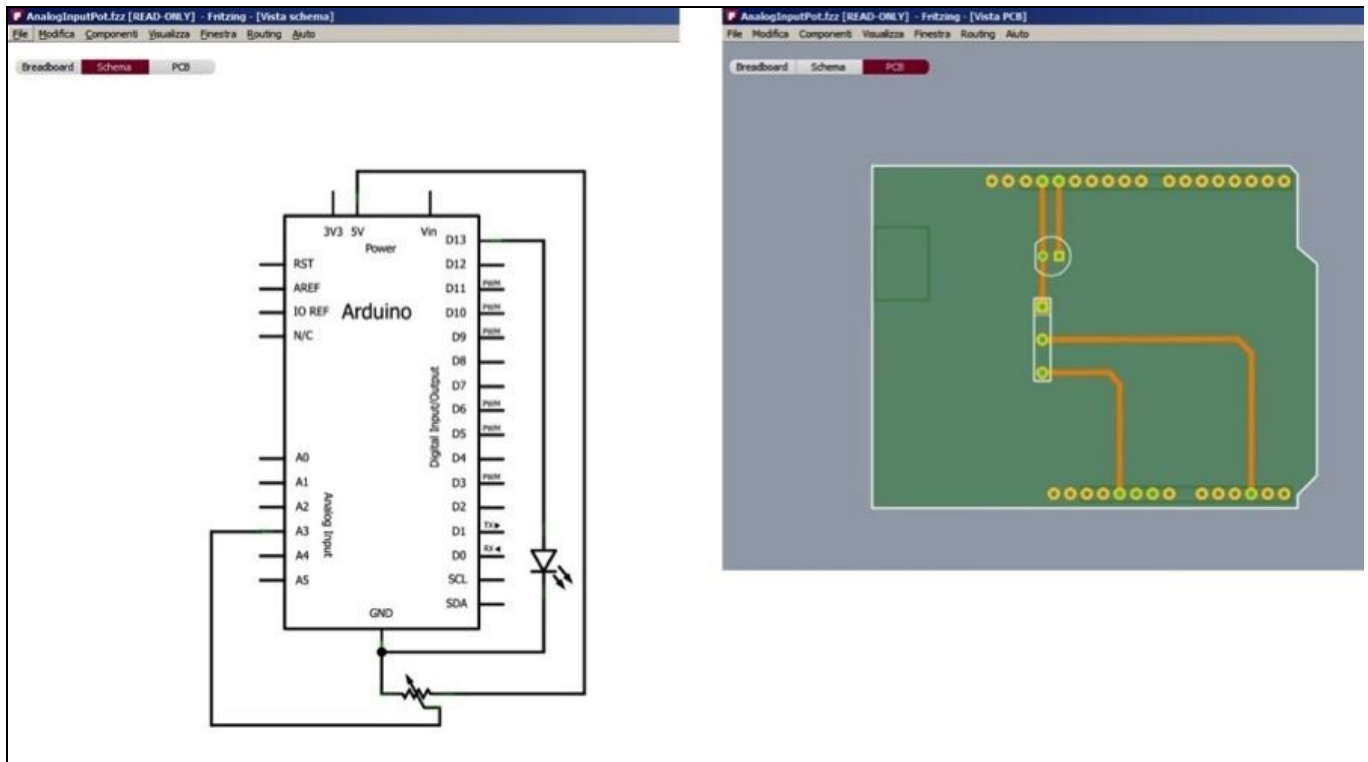 AnalogInputPot.fzz [READ-ONLY] - Fritzing - [Vista schema]
File Modifica Componenti Visualizza Finestra Routing Aiuto
Breadboard Schema PCB
3V3 5V Vin
Power
RST
AREF
IO REF
N/C
Arduino
A0
A1
A2
A3
A4
A5
Analog Input
D13
D12
D11 PWM
D10 PWM
D9 PWM
D8
D7
D6 PWM
D5 PWM
D4
D3 PWM
D2
D1 TX
D0 RX
SCL
SDA
Digital Input/Output
GND
AnalogInputPot.fzz [READ-ONLY] - Fritzing - [Vista PCB]
File Modifica Componenti Visualizza Finestra Routing Aiuto
Breadboard Schema PCB